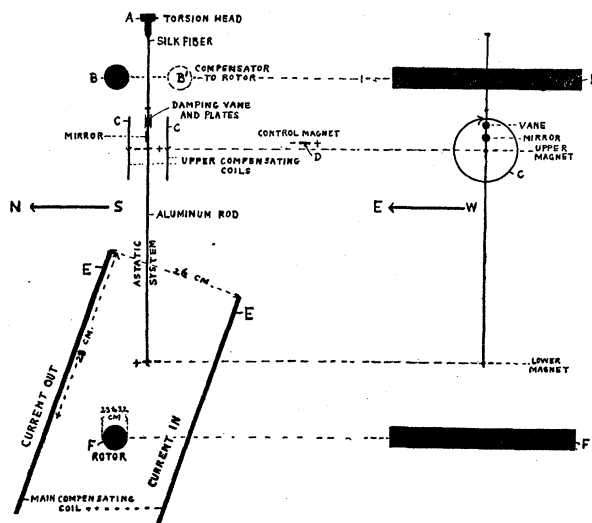 A TORSION HEAD
SILK FIBER
B
B'
COMPENSATOR
TO ROTOR
DAMPING VANE
AND PLATES
C
C
MIRROR
CONTROL MAGNET
+
D
VANE
MIRROR
UPPER
MAGNET
C
UPPER COMPENSATING
COILS
N S
E W
ALUMINUM ROD
ASTATIC
SYSTEM
E
26 CM.
E
28 CM.
CURRENT OUT
CURRENT IN
LOWER
MAGNET
CM
F
ROTOR
F
MAIN COMPENSATING
COIL